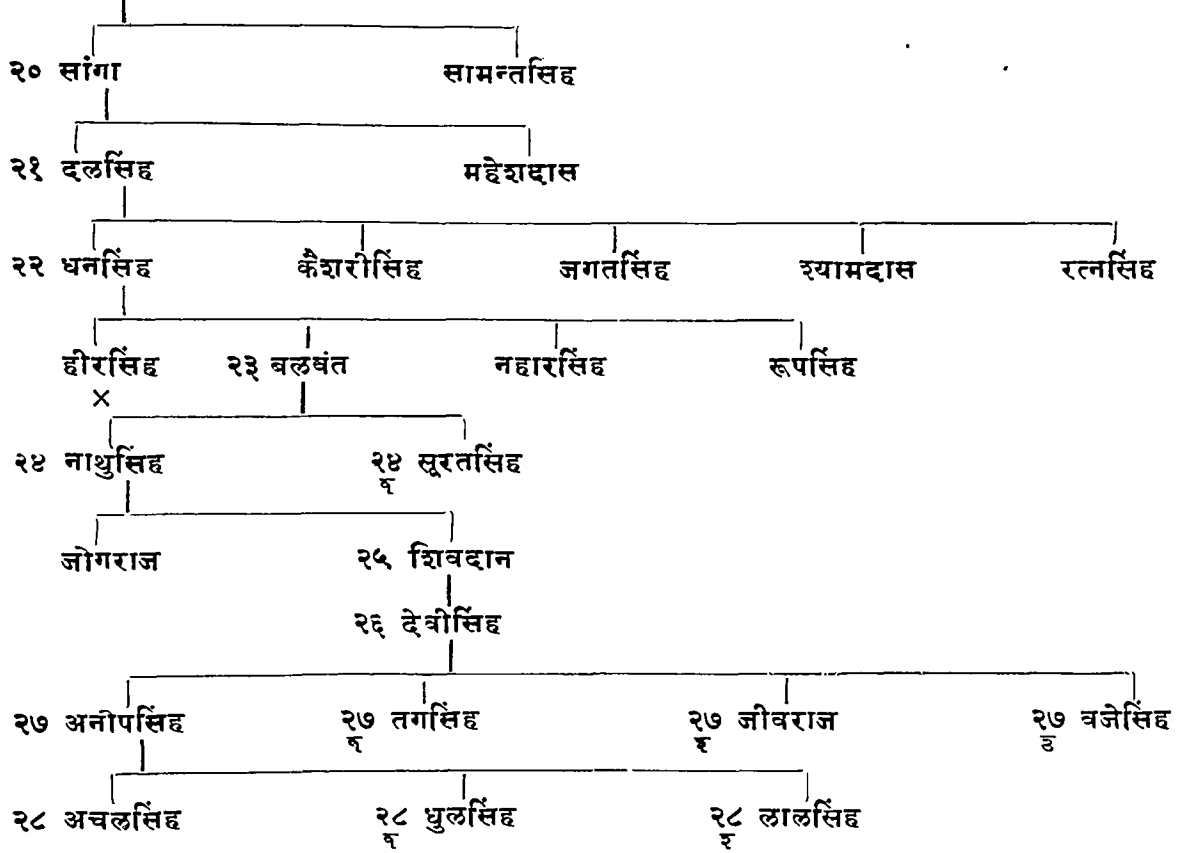 २० सांगा सामन्तसिंह
२१ दलसिंह महेशदास
२२ धनसिंह कैशरीसिंह जगतसिंह श्यामदास रत्नसिंह
हीरसिंह २३ बलवंत नहारसिंह रूपसिंह
×
२४ नाथुसिंह २४ सूरतसिंह
जोगराज २५ शिवदान
२६ देवीसिंह
२७ अनोपसिंह २७ तगसिंह २७ जीवराज २७ वजेसिंह
२८ अचलसिंह २८ धुलसिंह २८ लालसिंह